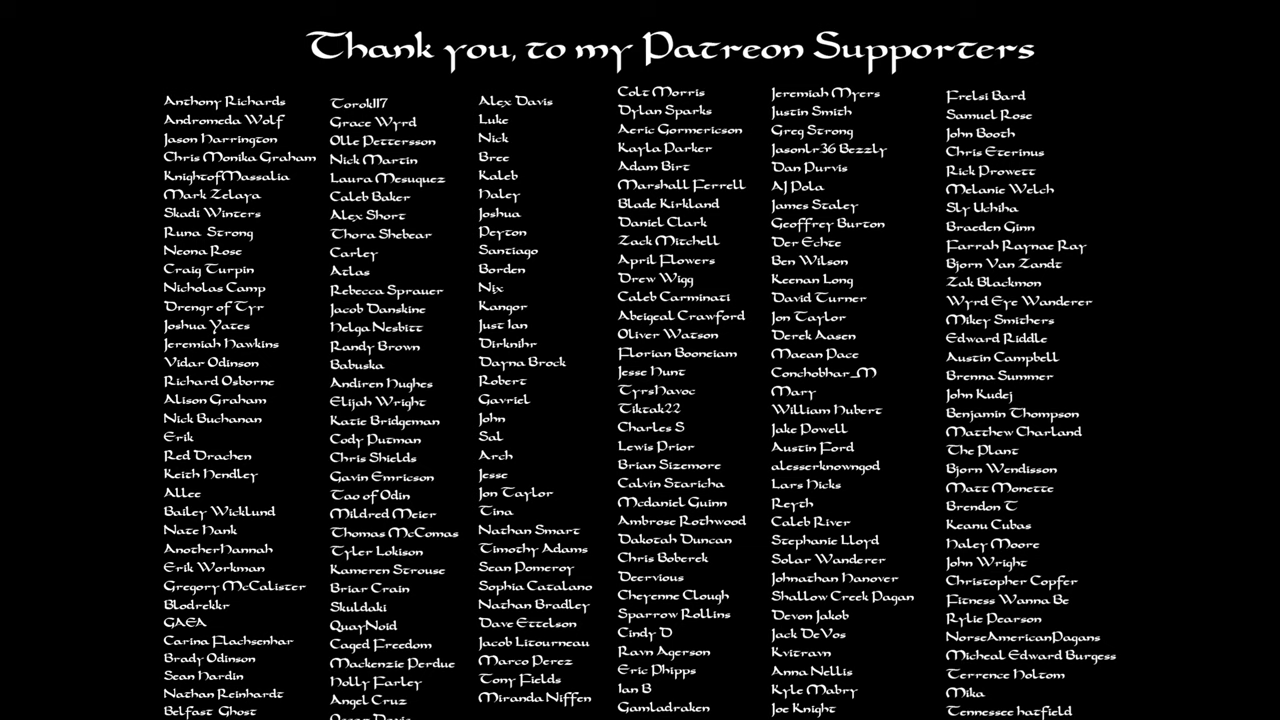 Thank you, to my Patreon Supporters
Anthony Richards
Andromeda Wolf
Jason Harrington
Chris Monika Graham
KnightofMassalia
Mark Zelaya
Skadi Winters
Runa Strong
Neona Rose
Craig Turpin
Nicholas Camp
Drengr of Tyr
Joshua Yates
Jeremiah Hawkins
Vidar Odinson
Richard Osborne
Alison Graham
Nick Buchanan
Erik
Red Drachen
Keith Hendley
Allee
Bailey Wicklund
Nate Hank
AnotherHannah
Erik Workman
Gregory McCalister
Blodrekkr
GAEA
Carina Flachsenhar
Brady Odinson
Sean Hardin
Nathan Reinhardt
Belfast Ghost
Torok117
Grace Wyrd
Olle Pettersson
Nick Martin
Laura Mesuquez
Caleb Baker
Alex Short
Thora Shebear
Carley
Atlas
Rebecca Sprauer
Jacob Danskine
Helga Nesbitt
Randy Brown
Babuska
Andiren Hughes
Elijah Wright
Katie Bridgeman
Cody Putman
Chris Shields
Gavin Emricson
Tao of Odin
Mildred Meier
Thomas McComas
Tyler Lokison
Kameren Strouse
Briar Crain
Skuldaki
QuayNoid
Caged Freedom
Mackenzie Perdue
Holly Farley
Angel Cruz
Alex Davis
Luke
Nick
Bree
Kaleb
Haley
Joshua
Peyton
Santiago
Borden
Nix
Kangor
Just Ian
Dirknihr
Dayna Brock
Robert
Gavriel
John
Sal
Arch
Jesse
Jon Taylor
Tina
Nathan Smart
Timothy Adams
Sean Pomeroy
Sophia Catalano
Nathan Bradley
Dave Ettelson
Jacob Litourneau
Marco Perez
Tony Fields
Miranda Niffen
Colt Morris
Dylan Sparks
Aeric Gormericson
Kayla Parker
Adam Birt
Marshall Ferrell
Blade Kirkland
Daniel Clark
Zack Mitchell
April Flowers
Drew Wigg
Caleb Carminati
Abeigeal Crawford
Oliver Watson
Florian Booneiam
Jesse Hunt
TyrsHavoc
Tiktak22
Charles S
Lewis Prior
Brian Sizemore
Calvin Staricha
Mcdaniel Guinn
Ambrose Rothwood
Dakotah Duncan
Chris Boberek
Deervious
Cheyenne Clough
Sparrow Rollins
Cindy D
Ravn Agerson
Eric Phipps
Ian B
Gamladraken
Jeremiah Myers
Justin Smith
Greg Strong
Jasonlr36 Bezzly
Dan Purvis
AJ Pola
James Staley
Geoffrey Burton
Der Echte
Ben Wilson
Keenan Long
David Turner
Jon Taylor
Derek Aasen
Maean Pace
Conchobhar_M
Mary
William Hubert
Jake Powell
Austin Ford
alesserknowngod
Lars Hicks
Reyth
Caleb River
Stephanie Lloyd
Solar Wanderer
Johnathan Hanover
Shallow Creek Pagan
Devon Jakob
Jack DeVos
Kvitravn
Anna Nellis
Kyle Mabry
Joe Knight
Frelsi Bard
Samuel Rose
John Booth
Chris Eterinus
Rick Prowett
Melanie Welch
Sly Uchiha
Braeden Ginn
Farrah Raynae Ray
Bjorn Van Zandt
Zak Blackmon
Wyrd Eye Wanderer
Mikey Smithers
Edward Riddle
Austin Campbell
Brenna Summer
John Kudej
Benjamin Thompson
Matthew Charland
The Plant
Bjorn Wendisson
Matt Monette
Brendon T
Keanu Cubas
Haley Moore
John Wright
Christopher Copfer
Fitness Wanna Be
Rylie Pearson
NorseAmericanPagans
Micheal Edward Burgess
Terrence Holtom
Mika
Tennessee hatfield